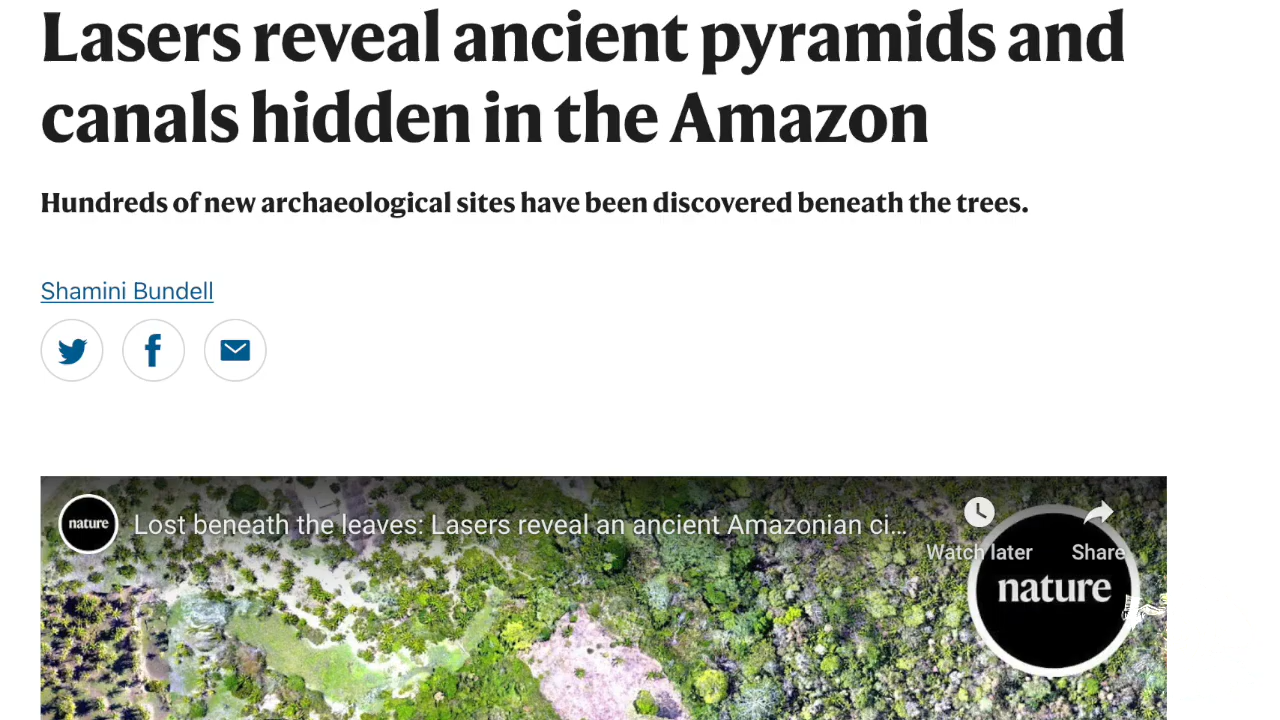 Lasers reveal ancient pyramids and
canals hidden in the Amazon
Hundreds of new archaeological sites have been discovered beneath the trees.
Shamini Bundell
nature
Lost beneath the leaves: Lasers reveal an ancient Amazonian ci...
Watch later
Share
nature